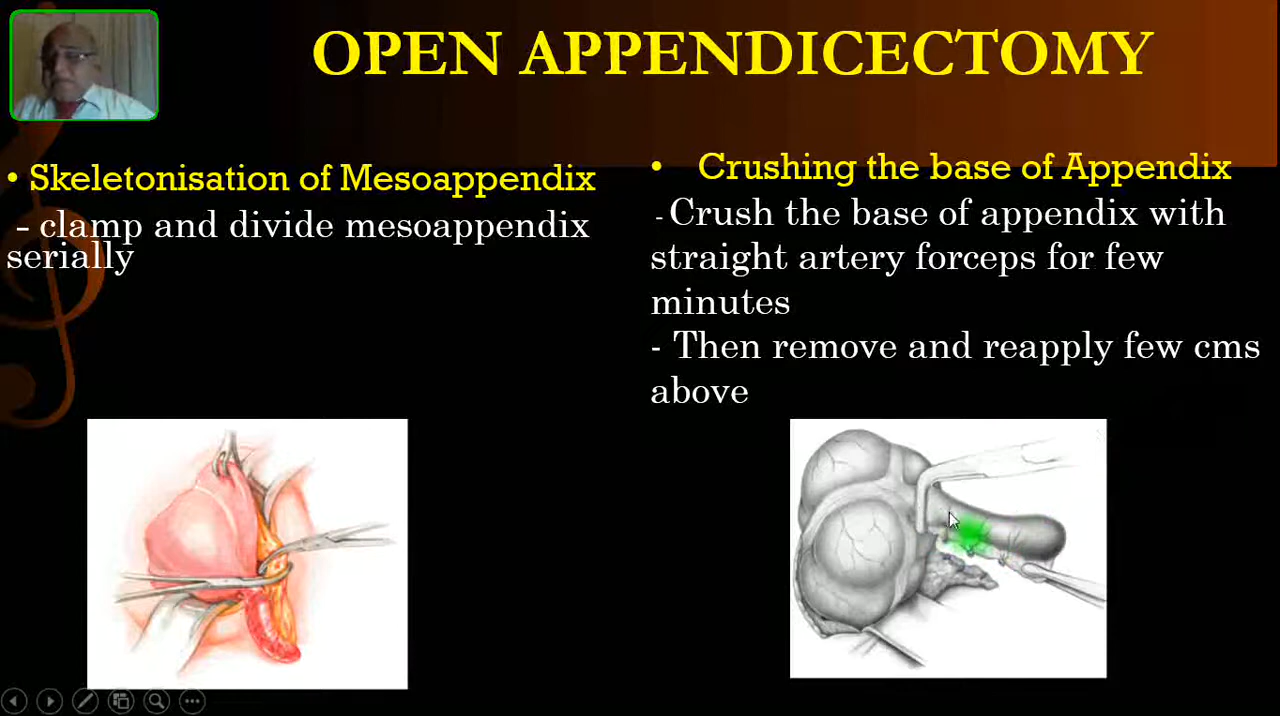 OPEN APPENDICECTOMY
• Skeletonisation of Mesoappendix
- clamp and divide mesoappendix
serially
• Crushing the base of Appendix
- Crush the base of appendix with
straight artery forceps for few
minutes
- Then remove and reapply few cms
above